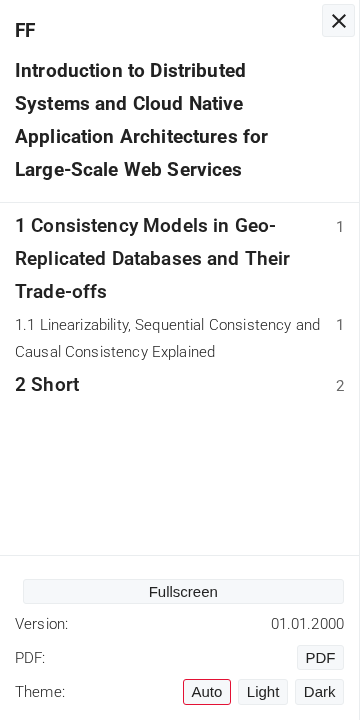 FF
Introduction to Distributed
Systems and Cloud Native
Application Architectures for
Large-Scale Web Services
1 Consistency Models in Geo- 1
Replicated Databases and Their
Trade-offs
1.1 Linearizability, Sequential Consistency and 1
Causal Consistency Explained
2 Short 2
Fullscreen
Version: 01.01.2000
PDF: PDF
Theme: Auto Light Dark